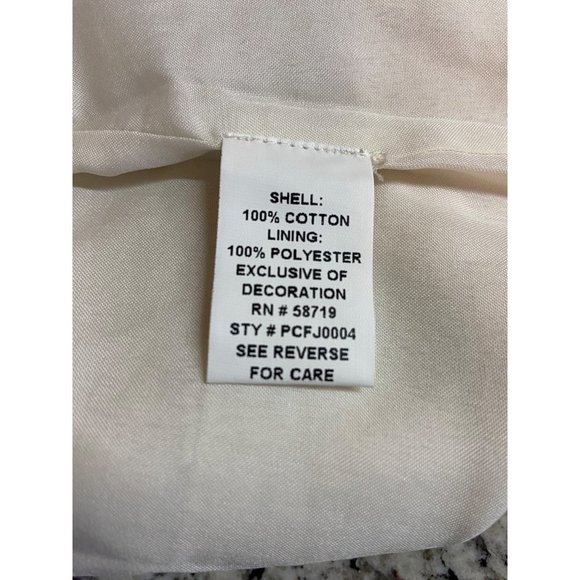 SHELL:
100% COTTON
LINING:
100% POLYESTER
EXCLUSIVE OF
DECORATION
RN # 58719
STY # PCFJ0004
SEE REVERSE
FOR CARE